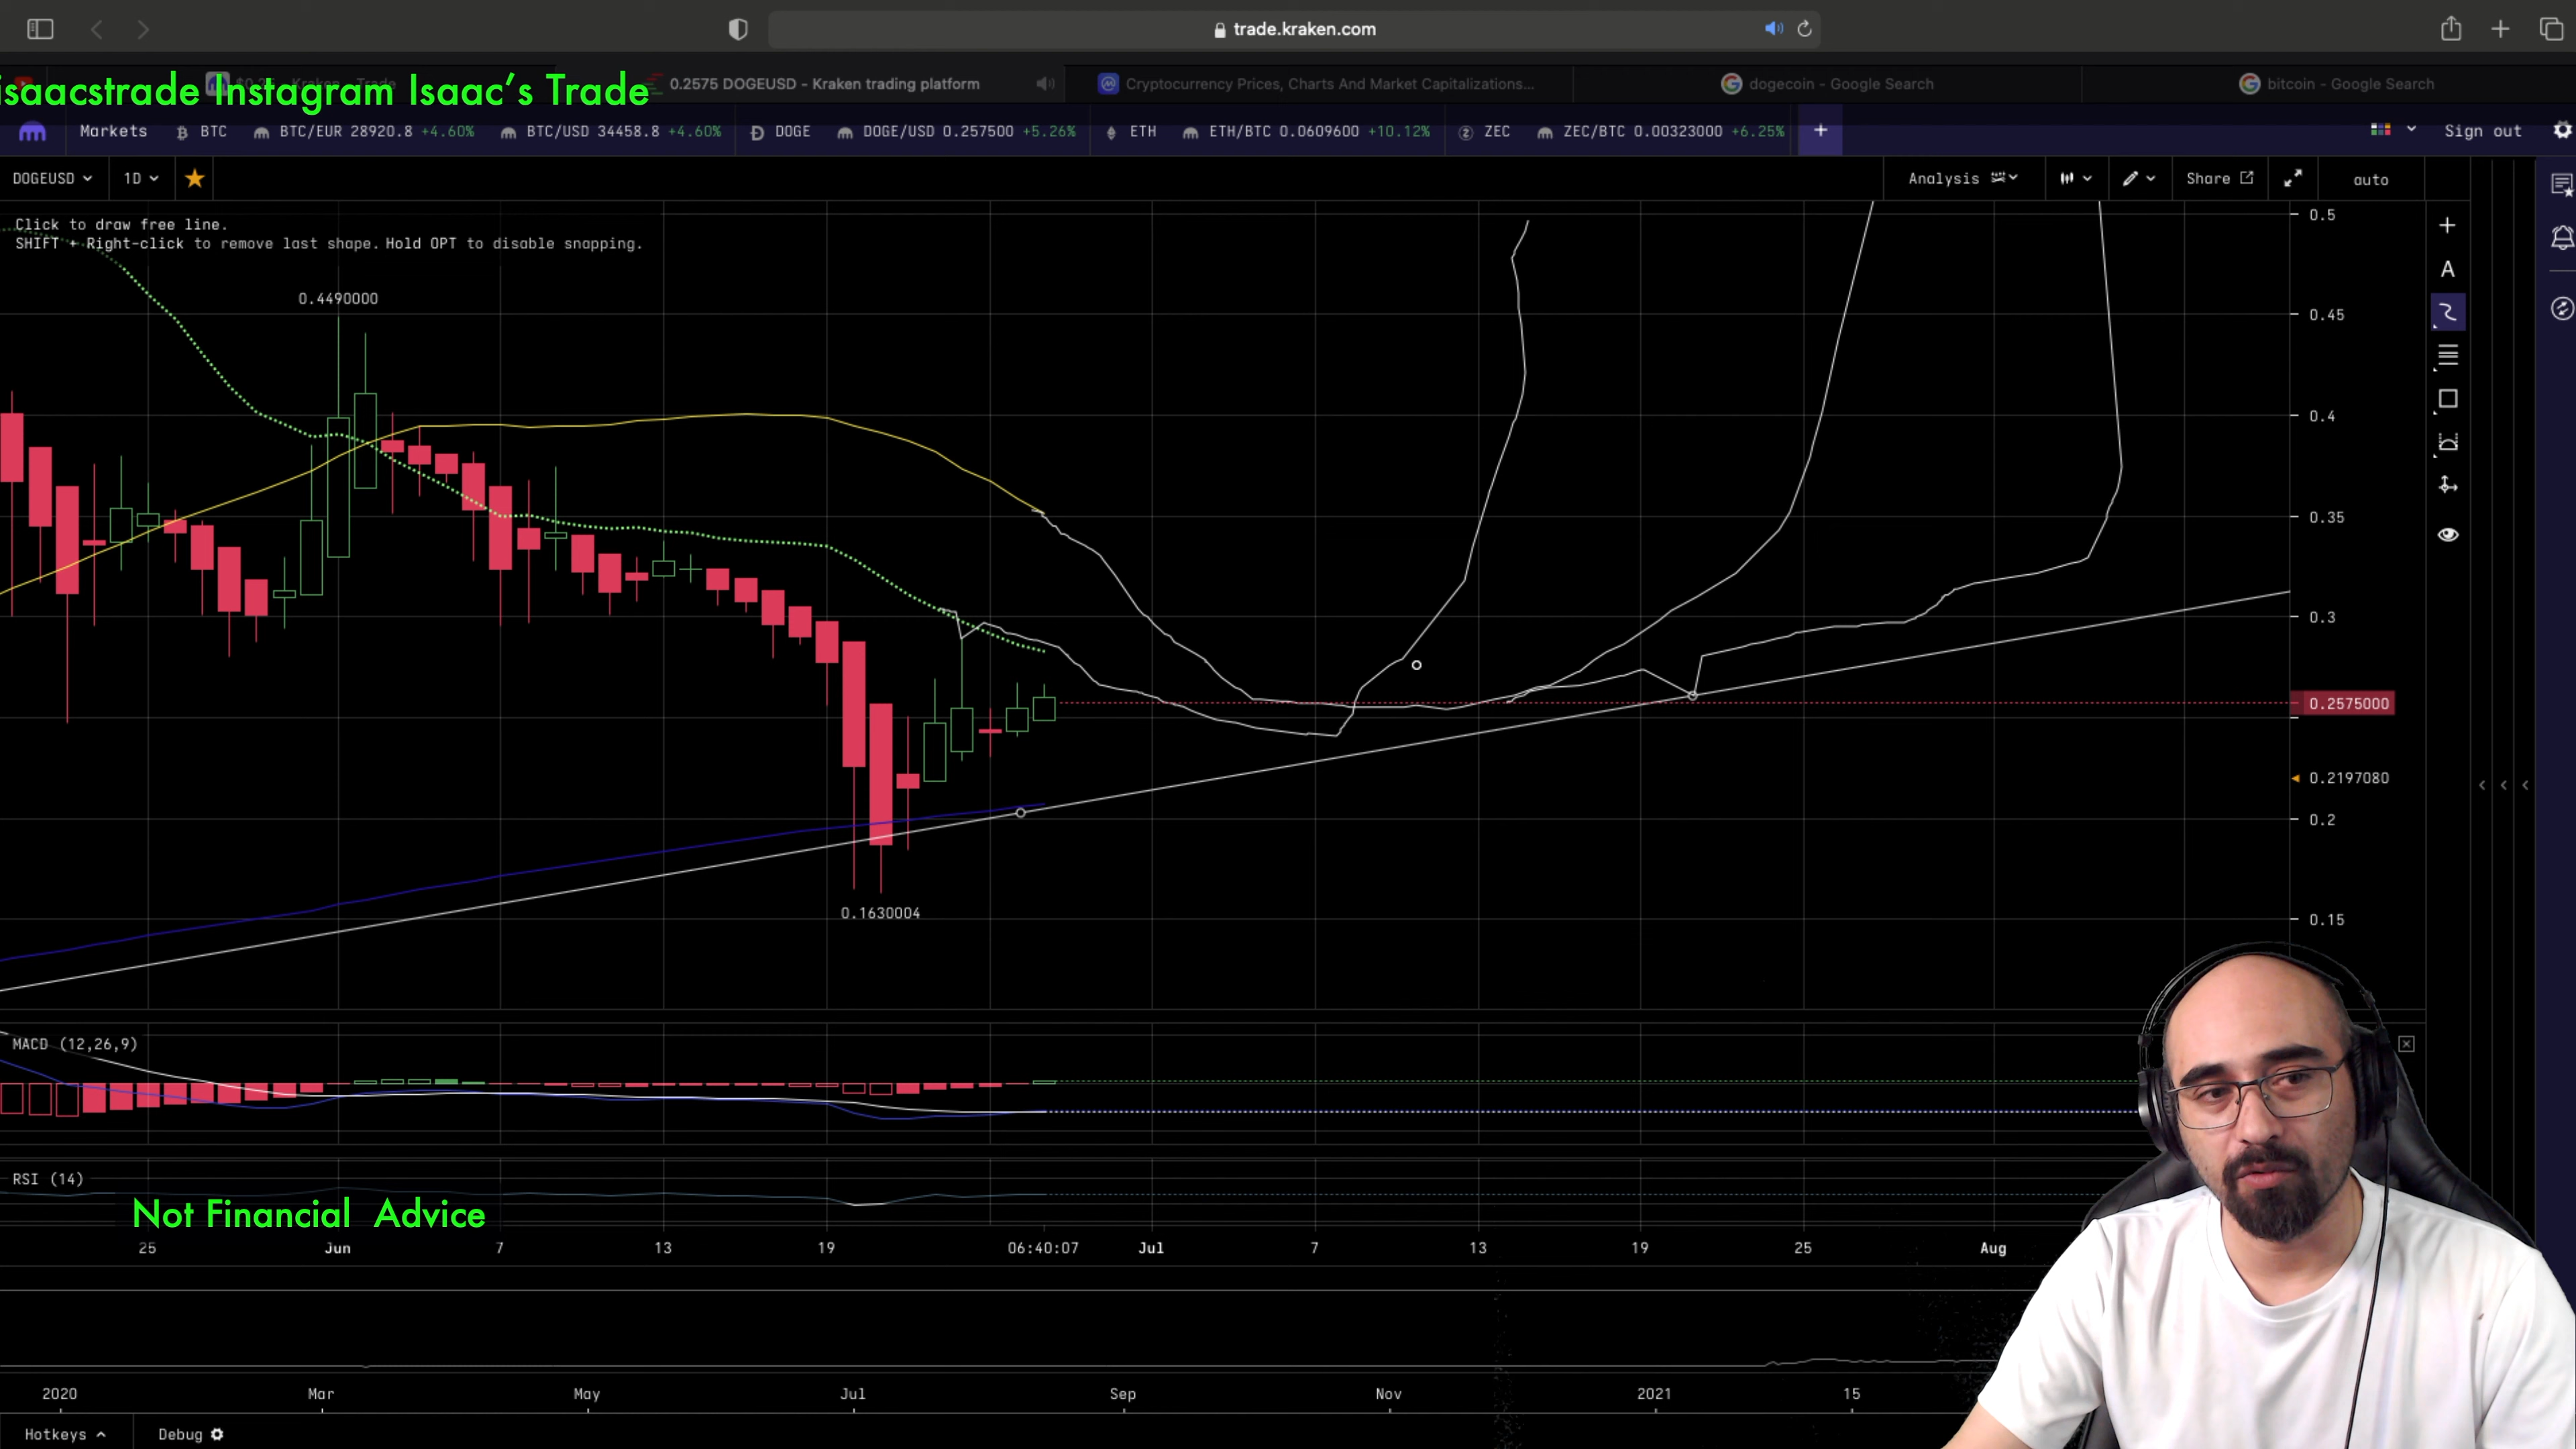 trade.kraken.com
isaacstrade Instagram Isaac's Trade
0.2575 DOGEUSD - Kraken trading platform
Cryptocurrency Prices, Charts And Market Capitalizations...
dogecoin - Google Search
bitcoin - Google Search
Markets BTC BTC/EUR 28920.8 +4.60% BTC/USD 34458.8 +4.60% DOGE DOGE/USD 0.257500 +5.26% ETH ETH/BTC 0.0609600 +10.12% ZEC ZEC/BTC 0.00323000 +6.25% + Sign out
DOGEUSD 1D Analysis Share auto
Click to draw free line.
SHIFT + Right-click to remove last shape. Hold OPT to disable snapping.
0.5
A
0.4490000
0.45
0.4
0.35
0.3
0.2575000
0.2197080
0.2
0.1630004
0.15
MACD (12,26,9)
RSI (14)
Not Financial Advice
25 Jun 7 13 19 06:40:07 Jul 7 13 19 25 Aug
2020 Mar May Jul Sep Nov 2021 15
Hotkeys Debug